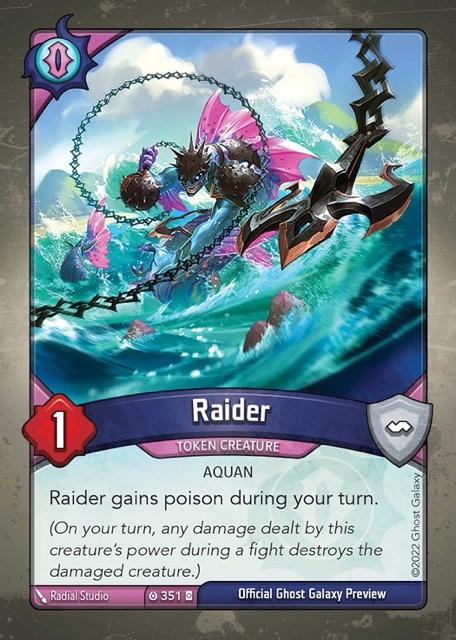 Raider
1
TOKEN CREATURE
AQUAN
Raider gains poison during your turn.
(On your turn, any damage dealt by this
creature's power during a fight destroys the
damaged creature.)
©2022 Ghost Galaxy
Radial Studio
351
Official Ghost Galaxy Preview